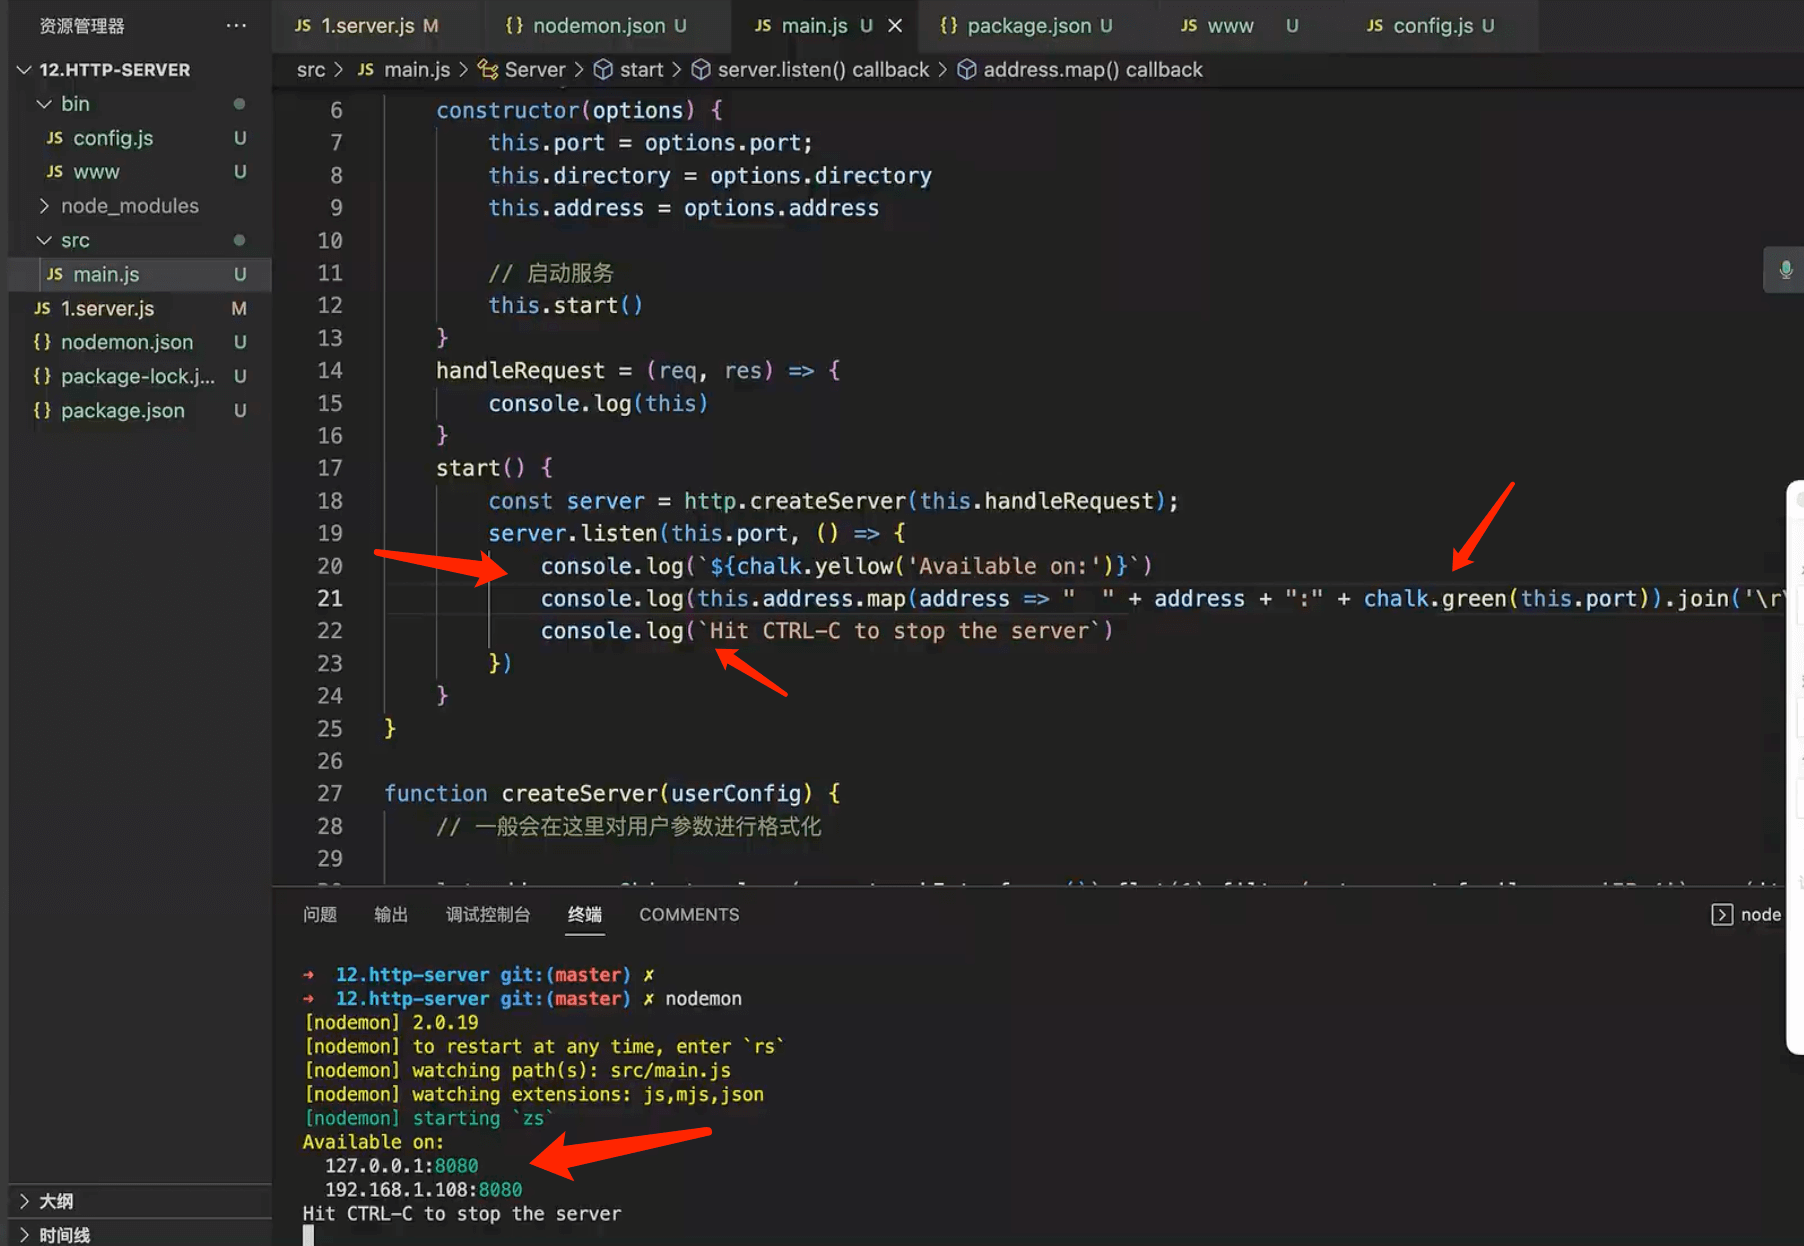 资源管理器 ···
JS 1.server.js M
{} nodemon.json U
JS main.js U ×
{} package.json U
JS www U
JS config.js U
12.HTTP-SERVER
bin
JS config.js U
JS www U
node_modules
src
JS main.js U
JS 1.server.js M
{} nodemon.json U
{} package-lock.j... U
{} package.json U
大纲
时间线
src > JS main.js > Server > start > server.listen() callback > address.map() callback
6 constructor(options) {
7 this.port = options.port;
8 this.directory = options.directory
9 this.address = options.address
10
11 // 启动服务
12 this.start()
13 }
14 handleRequest = (req, res) => {
15 console.log(this)
16 }
17 start() {
18 const server = http.createServer(this.handleRequest);
19 server.listen(this.port, () => {
20 console.log(`${chalk.yellow('Available on:')}`)
21 console.log(this.address.map(address => "  " + address + ":" + chalk.green(this.port)).join('\r\
22 console.log(`Hit CTRL-C to stop the server`)
23 })
24 }
25 }
26
27 function createServer(userConfig) {
28 // 一般会在这里对用户参数进行格式化
29
问题 输出 调试控制台 终端 COMMENTS
node
→ 12.http-server git:(master) ✗
→ 12.http-server git:(master) ✗ nodemon
[nodemon] 2.0.19
[nodemon] to restart at any time, enter `rs`
[nodemon] watching path(s): src/main.js
[nodemon] watching extensions: js,mjs,json
[nodemon] starting `zs`
Available on:
127.0.0.1:8080
192.168.1.108:8080
Hit CTRL-C to stop the server